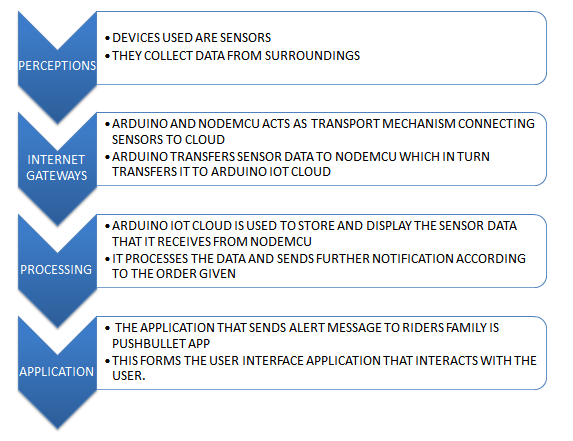 PERCEPTIONS
• DEVICES USED ARE SENSORS
• THEY COLLECT DATA FROM SURROUNDINGS
INTERNET
GATEWAYS
• ARDUINO AND NODEMCU ACTS AS TRANSPORT MECHANISM CONNECTING
SENSORS TO CLOUD
• ARDUINO TRANSFERS SENSOR DATA TO NODEMCU WHICH IN TURN
TRANSFERS IT TO ARDUINO IOT CLOUD
PROCESSING
• ARDUINO IOT CLOUD IS USED TO STORE AND DISPLAY THE SENSOR DATA
THAT IT RECEIVES FROM NODEMCU
• IT PROCESSES THE DATA AND SENDS FURTHER NOTIFICATION ACCORDING
TO THE ORDER GIVEN
APPLICATION
• THE APPLICATION THAT SENDS ALERT MESSAGE TO RIDERS FAMILY IS
PUSHBULLET APP
• THIS FORMS THE USER INTERFACE APPLICATION THAT INTERACTS WITH THE
USER.